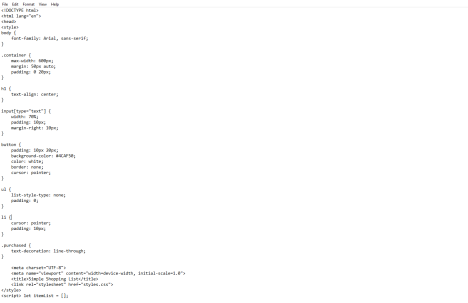 File Edit Format View Help
<!DOCTYPE html>
<html lang="en">
<head>
<style>
body {
font-family: Arial, sans-serif;
}
.container {
max-width: 600px;
margin: 50px auto;
padding: 0 20px;
}
h1 {
text-align: center;
}
input[type="text"] {
width: 70%;
padding: 10px;
margin-right: 10px;
}
button {
padding: 10px 20px;
background-color: #4CAF50;
color: white;
border: none;
cursor: pointer;
}
ul {
list-style-type: none;
padding: 0;
}
li {
cursor: pointer;
padding: 10px;
}
.purchased {
text-decoration: line-through;
}
<meta charset="UTF-8">
<meta name="viewport" content="width=device-width, initial-scale=1.0">
<title>Simple Shopping List</title>
<link rel="stylesheet" href="styles.css">
</style>
<script> let itemList = [];